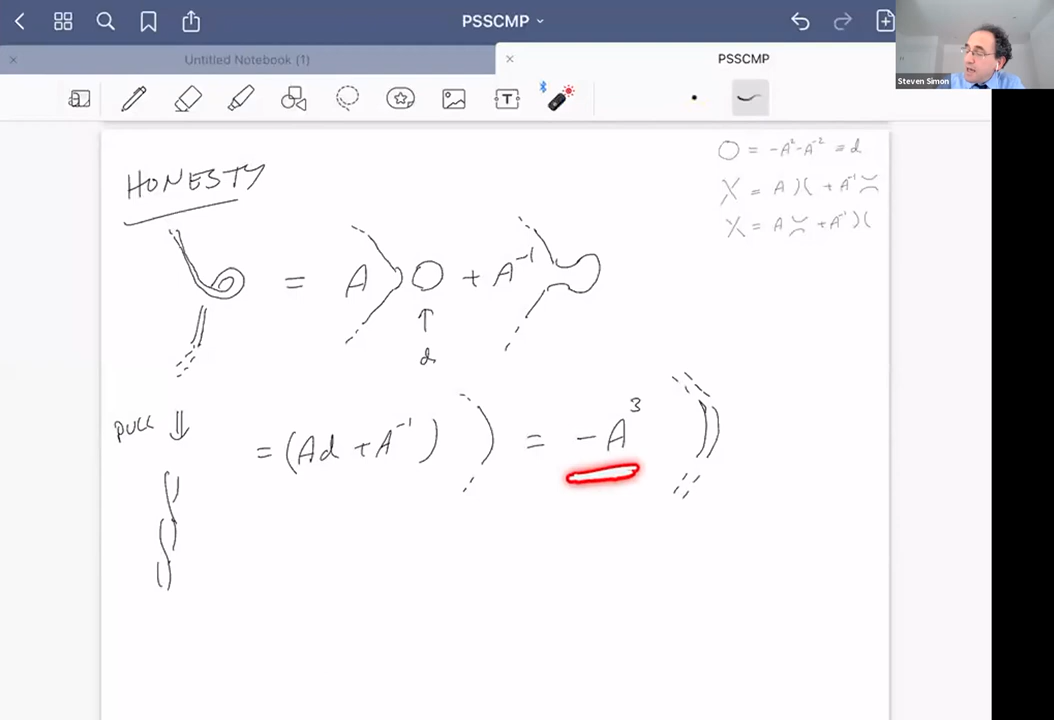 PSSCMP
Untitled Notebook (1)
PSSCMP
Steven Simon
HONESTY
O = -A² - A⁻² = d
= A )( + A⁻¹
= A + A⁻¹ )(
= A ) O + A⁻¹
↑
d
PULL ⇓
= (Ad + A⁻¹) ) = -A³ ))